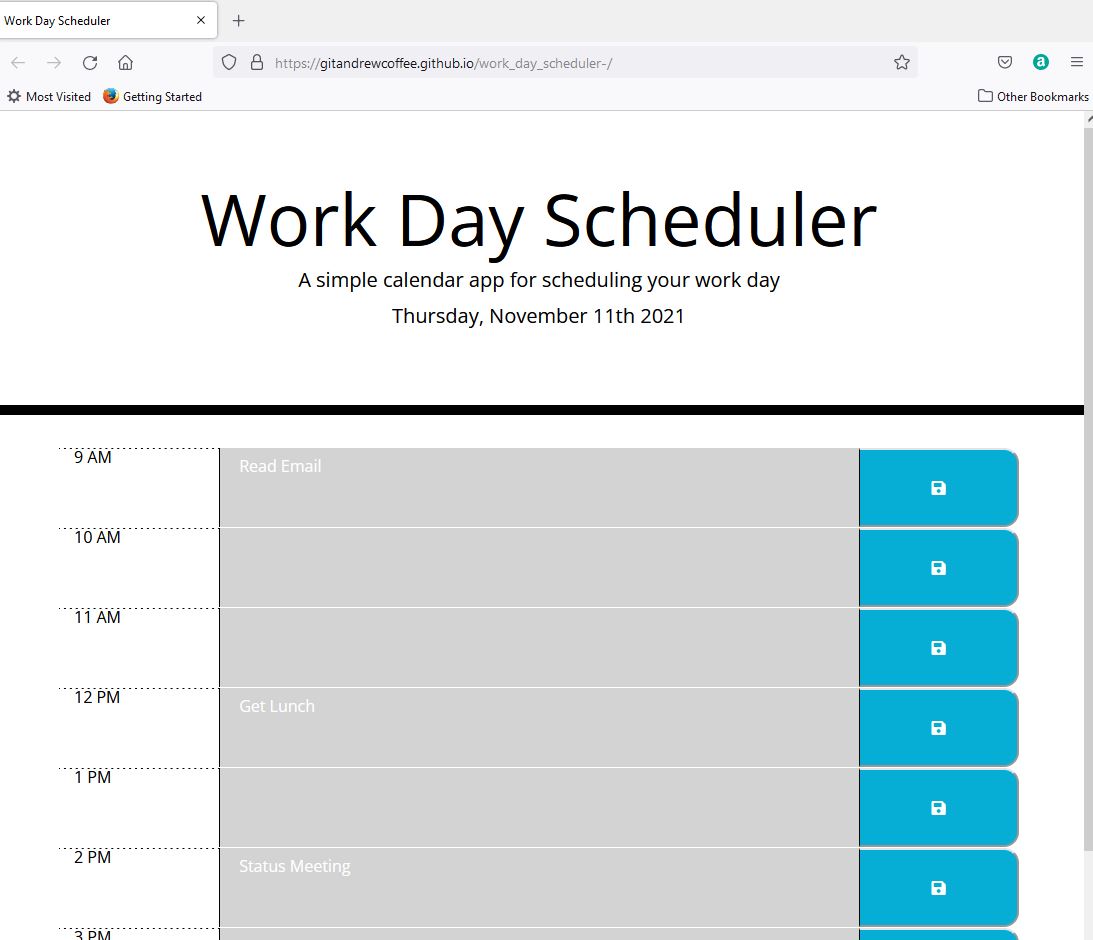 Work Day Scheduler
https://gitandrewcoffee.github.io/work_day_scheduler-/
a
Most Visited Getting Started Other Bookmarks
Work Day Scheduler
A simple calendar app for scheduling your work day
Thursday, November 11th 2021
9 AM Read Email
10 AM
11 AM
12 PM Get Lunch
1 PM
2 PM Status Meeting
3 PM